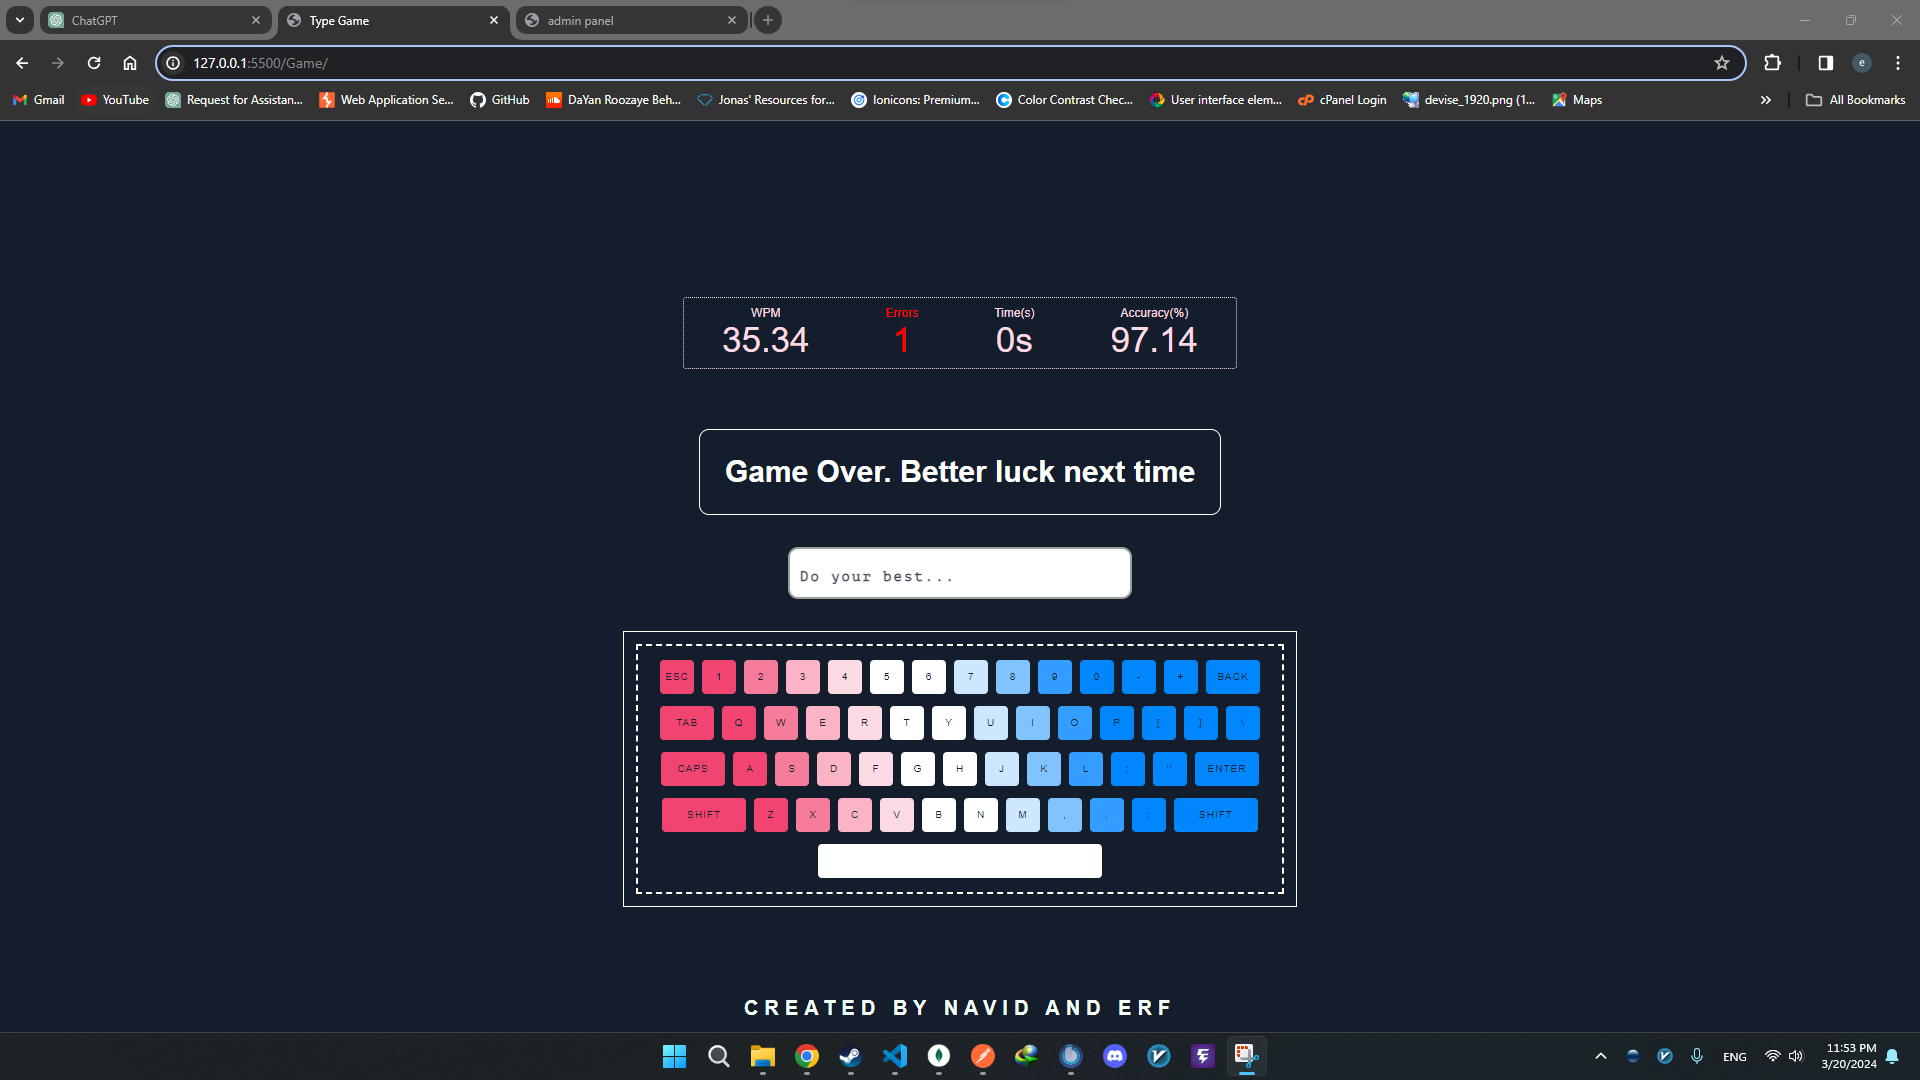 ChatGPT
Type Game
admin panel
127.0.0.1:5500/Game/
e
Gmail
YouTube
Request for Assistan...
Web Application Se...
GitHub
DaYan Roozaye Beh...
Jonas' Resources for...
Ionicons: Premium...
Color Contrast Chec...
User interface elem...
cPanel Login
devise_1920.png (1...
Maps
All Bookmarks
WPM Errors Time(s) Accuracy(%)
35.34 1 0s 97.14
Game Over. Better luck next time
Do your best...
ESC 1 2 3 4 5 6 7 8 9 0 - + BACK
TAB Q W E R T Y U I O P [ ] \
CAPS A S D F G H J K L : " ENTER
SHIFT Z X C V B N M , . ; SHIFT
CREATED BY NAVID AND ERF
ENG
11:53 PM
3/20/2024